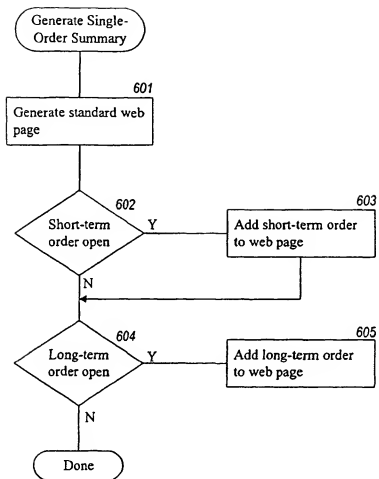 Generate Single-
Order Summary
601
Generate standard web
page
602
Short-term
order open
Y
N
603
Add short-term order
to web page
604
Long-term
order open
Y
N
605
Add long-term order
to web page
Done